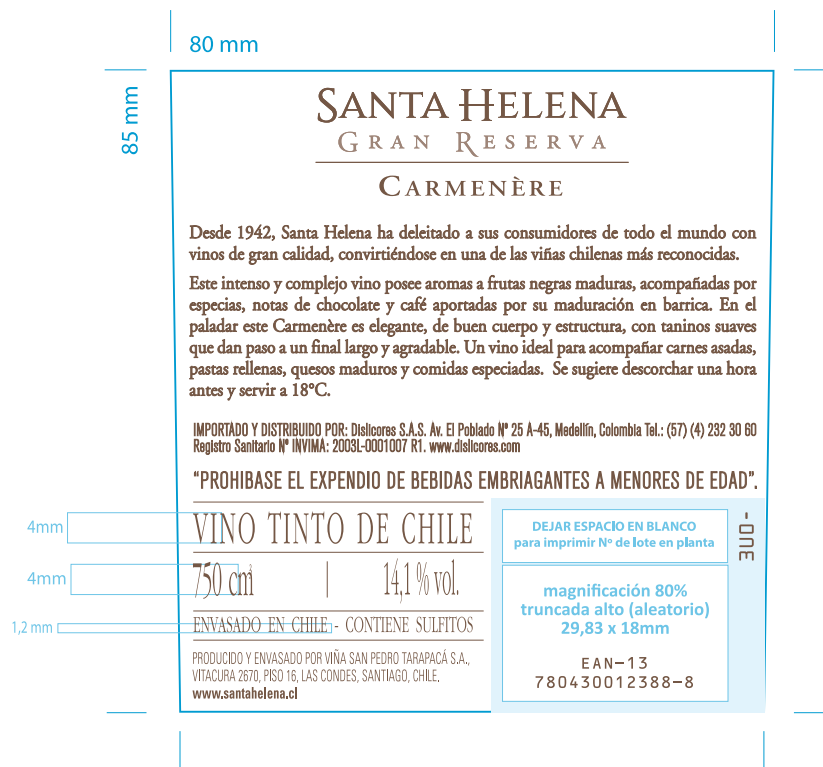 80 mm
85 mm
SANTA HELENA
GRAN RESERVA
CARMENÈRE
Desde 1942, Santa Helena ha deleitado a sus consumidores de todo el mundo con
vinos de gran calidad, convirtiéndose en una de las viñas chilenas más reconocidas.
Este intenso y complejo vino posee aromas a frutas negras maduras, acompañadas por
especias, notas de chocolate y café aportadas por su maduración en barrica. En el
paladar este Carmenère es elegante, de buen cuerpo y estructura, con taninos suaves
que dan paso a un final largo y agradable. Un vino ideal para acompañar carnes asadas,
pastas rellenas, quesos maduros y comidas especiadas. Se sugiere descorchar una hora
antes y servir a 18°C.
IMPORTADO Y DISTRIBUIDO POR: Dislicores S.A.S. Av. El Poblado Nº 25 A-45, Medellín, Colombia Tel.: (57) (4) 232 30 60
Registro Sanitario Nº INVIMA: 2003L-0001007 R1. www.dislicores.com
“PROHIBASE EL EXPENDIO DE BEBIDAS EMBRIAGANTES A MENORES DE EDAD”.
4mm
VINO TINTO DE CHILE
4mm
750 cm³ | 14,1 % vol.
1,2 mm
ENVASADO EN CHILE - CONTIENE SULFITOS
PRODUCIDO Y ENVASADO POR VIÑA SAN PEDRO TARAPACÁ S.A.,
VITACURA 2670, PISO 16, LAS CONDES, SANTIAGO, CHILE.
www.santahelena.cl
DEJAR ESPACIO EN BLANCO
para imprimir Nº de lote en planta
-ONE
magnificación 80%
truncada alto (aleatorio)
29,83 x 18mm
EAN-13
780430012388-8